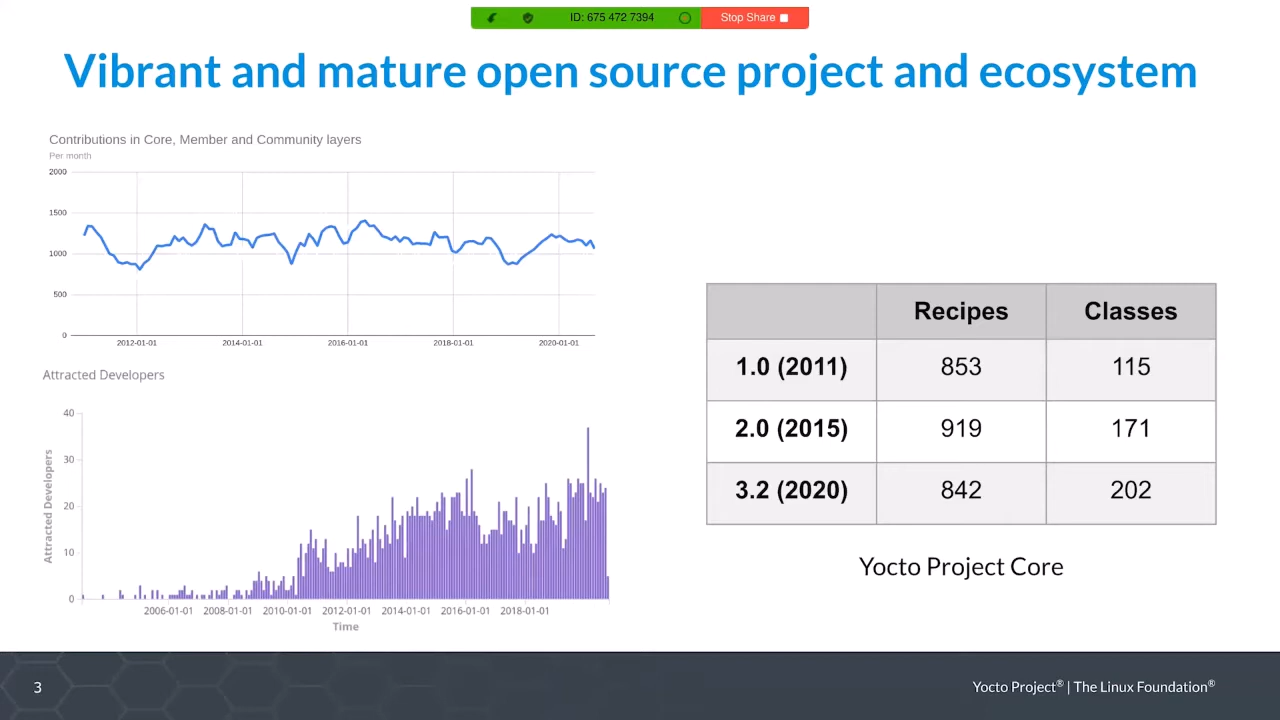 ID: 675 472 7394 Stop Share
Vibrant and mature open source project and ecosystem
Contributions in Core, Member and Community layers
Per month
2000
1500
1000
500
0
2012-01-01 2014-01-01 2016-01-01 2018-01-01 2020-01-01
Attracted Developers
40
30
20
10
0
Attracted Developers
2006-01-01 2008-01-01 2010-01-01 2012-01-01 2014-01-01 2016-01-01 2018-01-01
Time
Recipes Classes
1.0 (2011) 853 115
2.0 (2015) 919 171
3.2 (2020) 842 202
Yocto Project Core
3
Yocto Project® | The Linux Foundation®